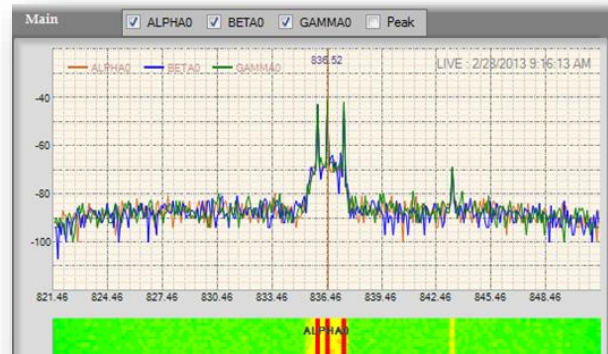 Main
ALPHA0 BETA0 GAMMA0 Peak
ALPHA0 BETA0 GAMMA0
836.52
LIVE : 2/28/2013 9:16:13 AM
-40
-60
-80
-100
821.46 824.46 827.46 830.46 833.46 836.46 839.46 842.46 845.46 848.46
ALPHA0